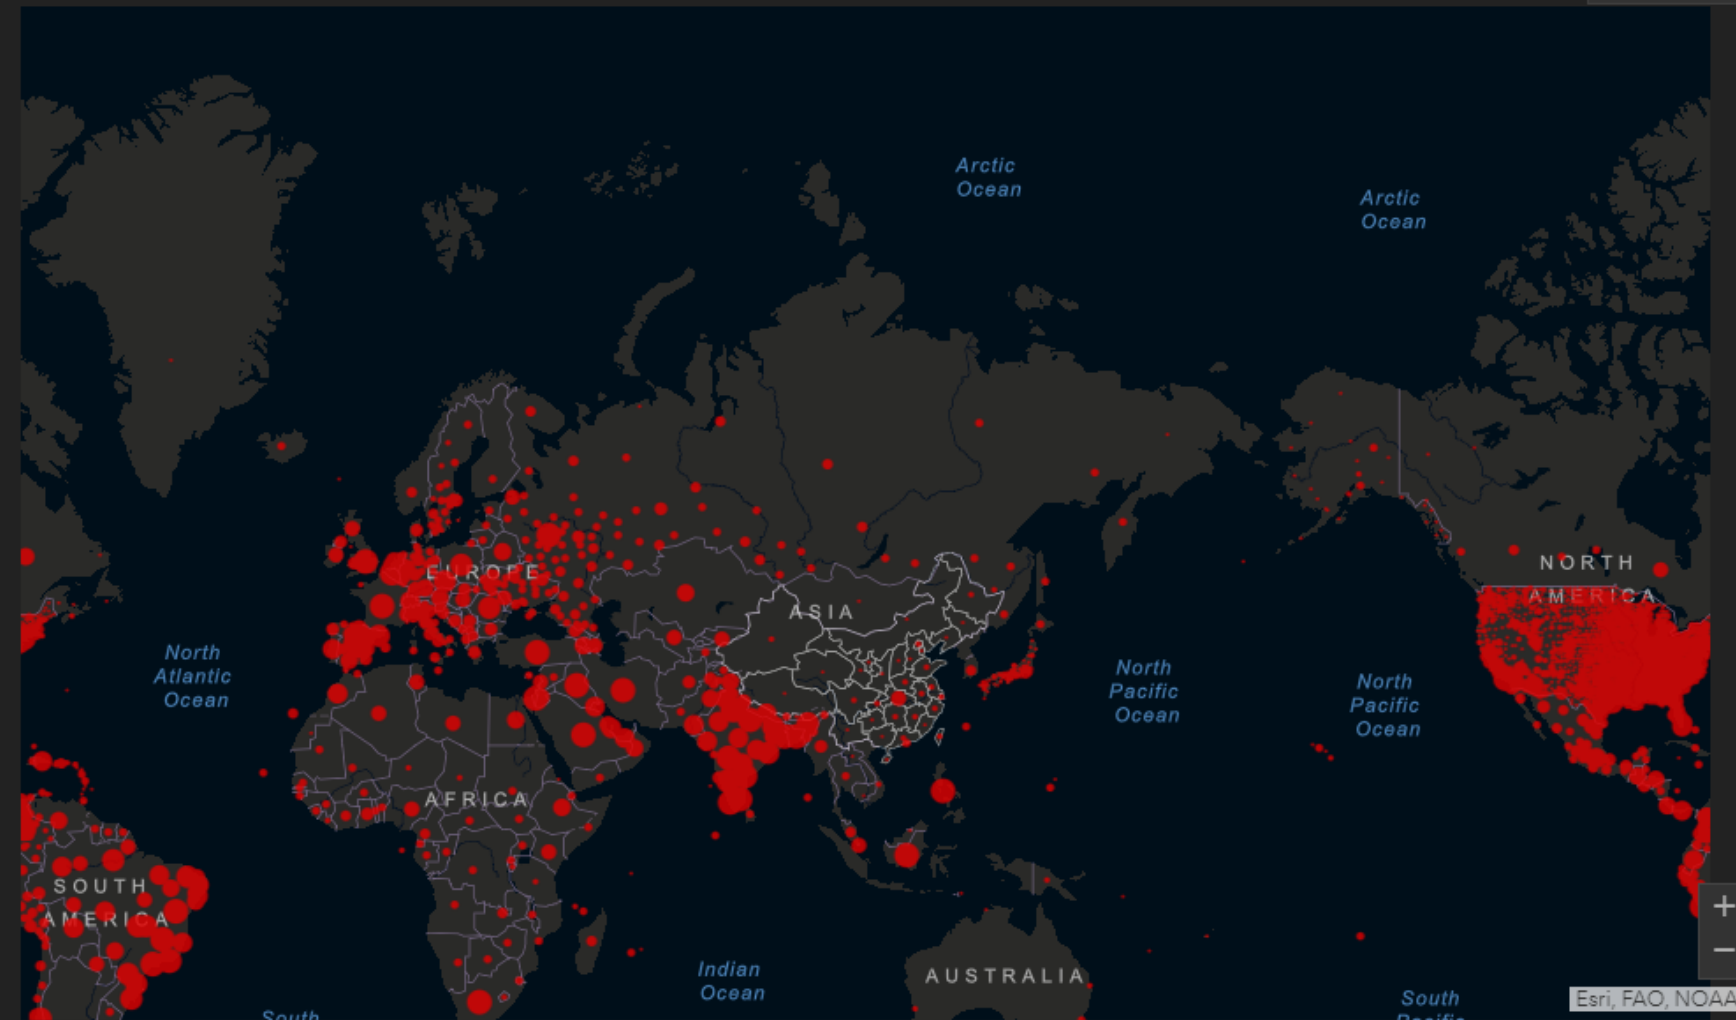 Arctic
Ocean
Arctic
Ocean
NORTH
AMERICA
EUROPE
ASIA
North
Atlantic
Ocean
North
Pacific
Ocean
North
Pacific
Ocean
AFRICA
SOUTH
AMERICA
AUSTRALIA
Indian
Ocean
South
South
Pacific
Esri, FAO, NOAA